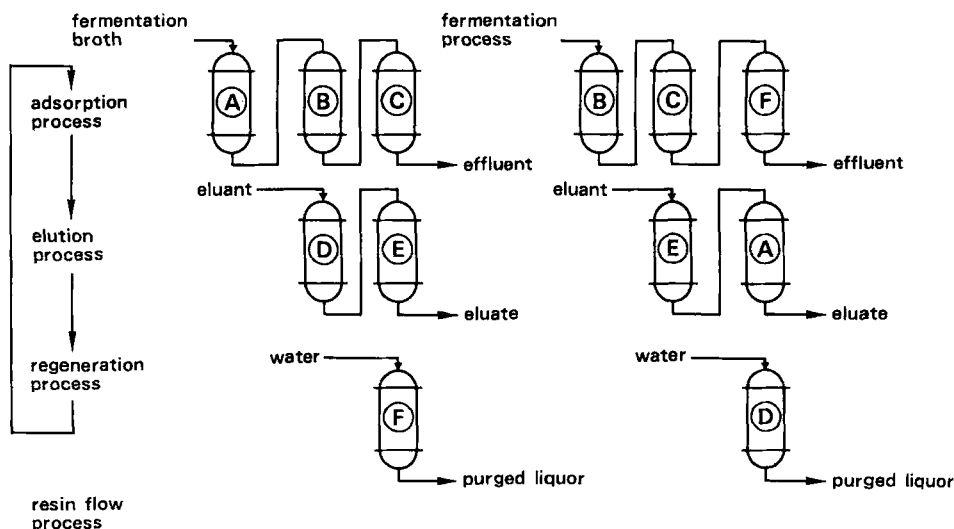 fermentation
broth
fermentation
process
adsorption
process
A
B
C
B
C
F
effluent
effluent
eluant
eluant
elution
process
D
E
E
A
eluate
eluate
water
water
regeneration
process
F
D
purged liquor
purged liquor
resin flow
process